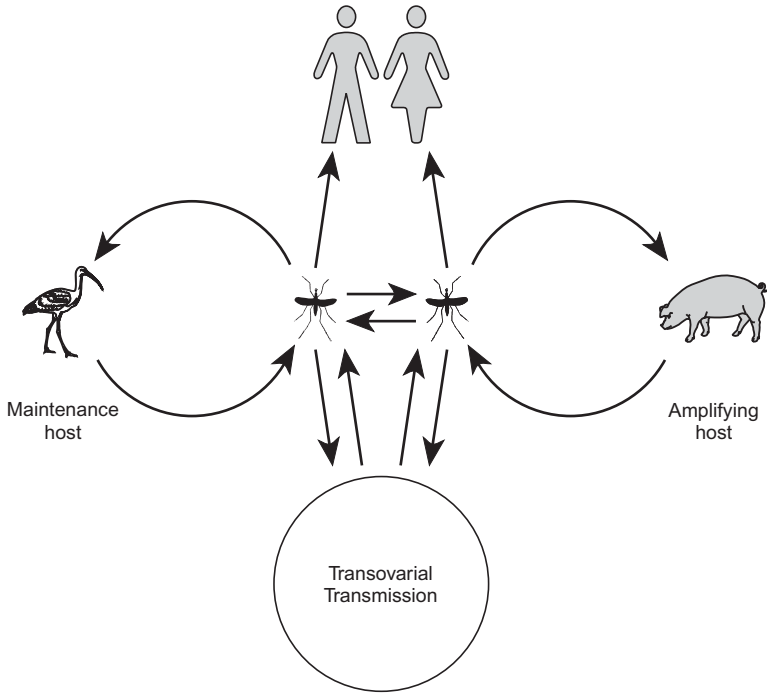 Maintenance
host
Amplifying
host
Transovarial
Transmission